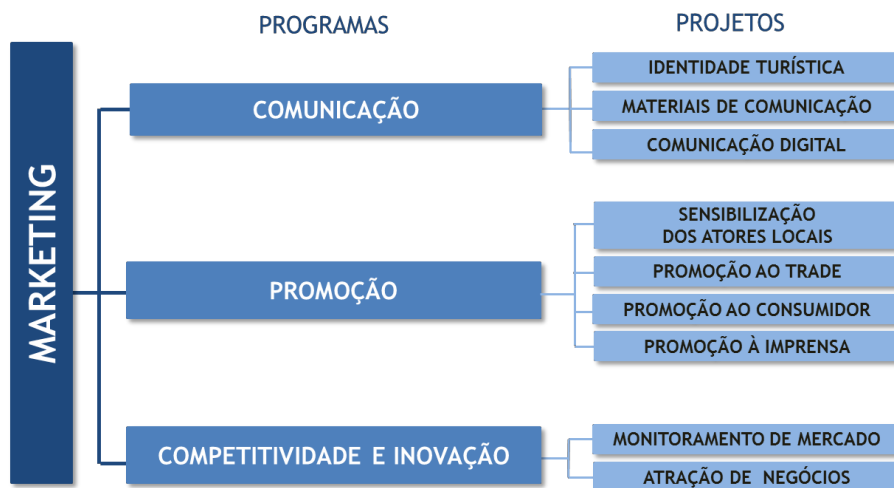 PROGRAMAS
PROJETOS
MARKETING
COMUNICAÇÃO
IDENTIDADE TURÍSTICA
MATERIAIS DE COMUNICAÇÃO
COMUNICAÇÃO DIGITAL
PROMOÇÃO
SENSIBILIZAÇÃO
DOS ATORES LOCAIS
PROMOÇÃO AO TRADE
PROMOÇÃO AO CONSUMIDOR
PROMOÇÃO À IMPRENSA
COMPETITIVIDADE E INOVAÇÃO
MONITORAMENTO DE MERCADO
ATRAÇÃO DE NEGÓCIOS